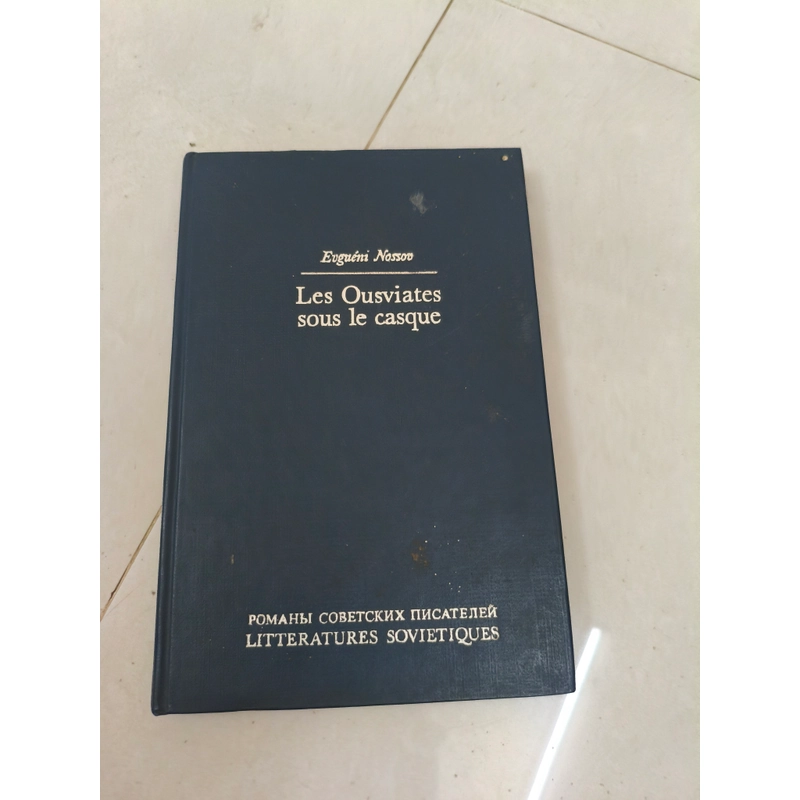 Evguéni Nossov
Les Ousviates
sous le casque
РОМАНЫ СОВЕТСКИХ ПИСАТЕЛЕЙ
LITTERATURES SOVIETIQUES